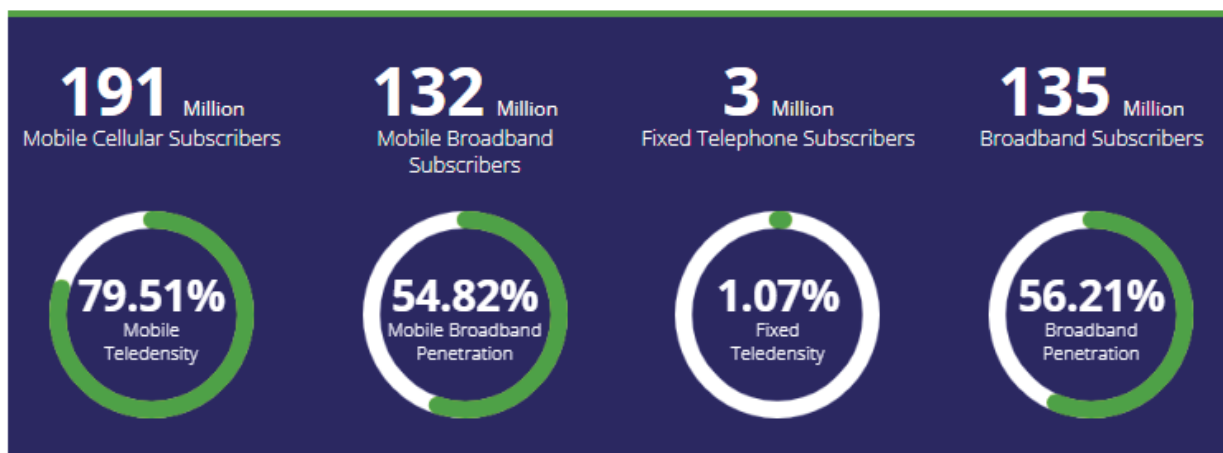 191 Million
Mobile Cellular Subscribers
132 Million
Mobile Broadband
Subscribers
3 Million
Fixed Telephone Subscribers
135 Million
Broadband Subscribers
79.51%
Mobile
Teledensity
54.82%
Mobile Broadband
Penetration
1.07%
Fixed
Teledensity
56.21%
Broadband
Penetration